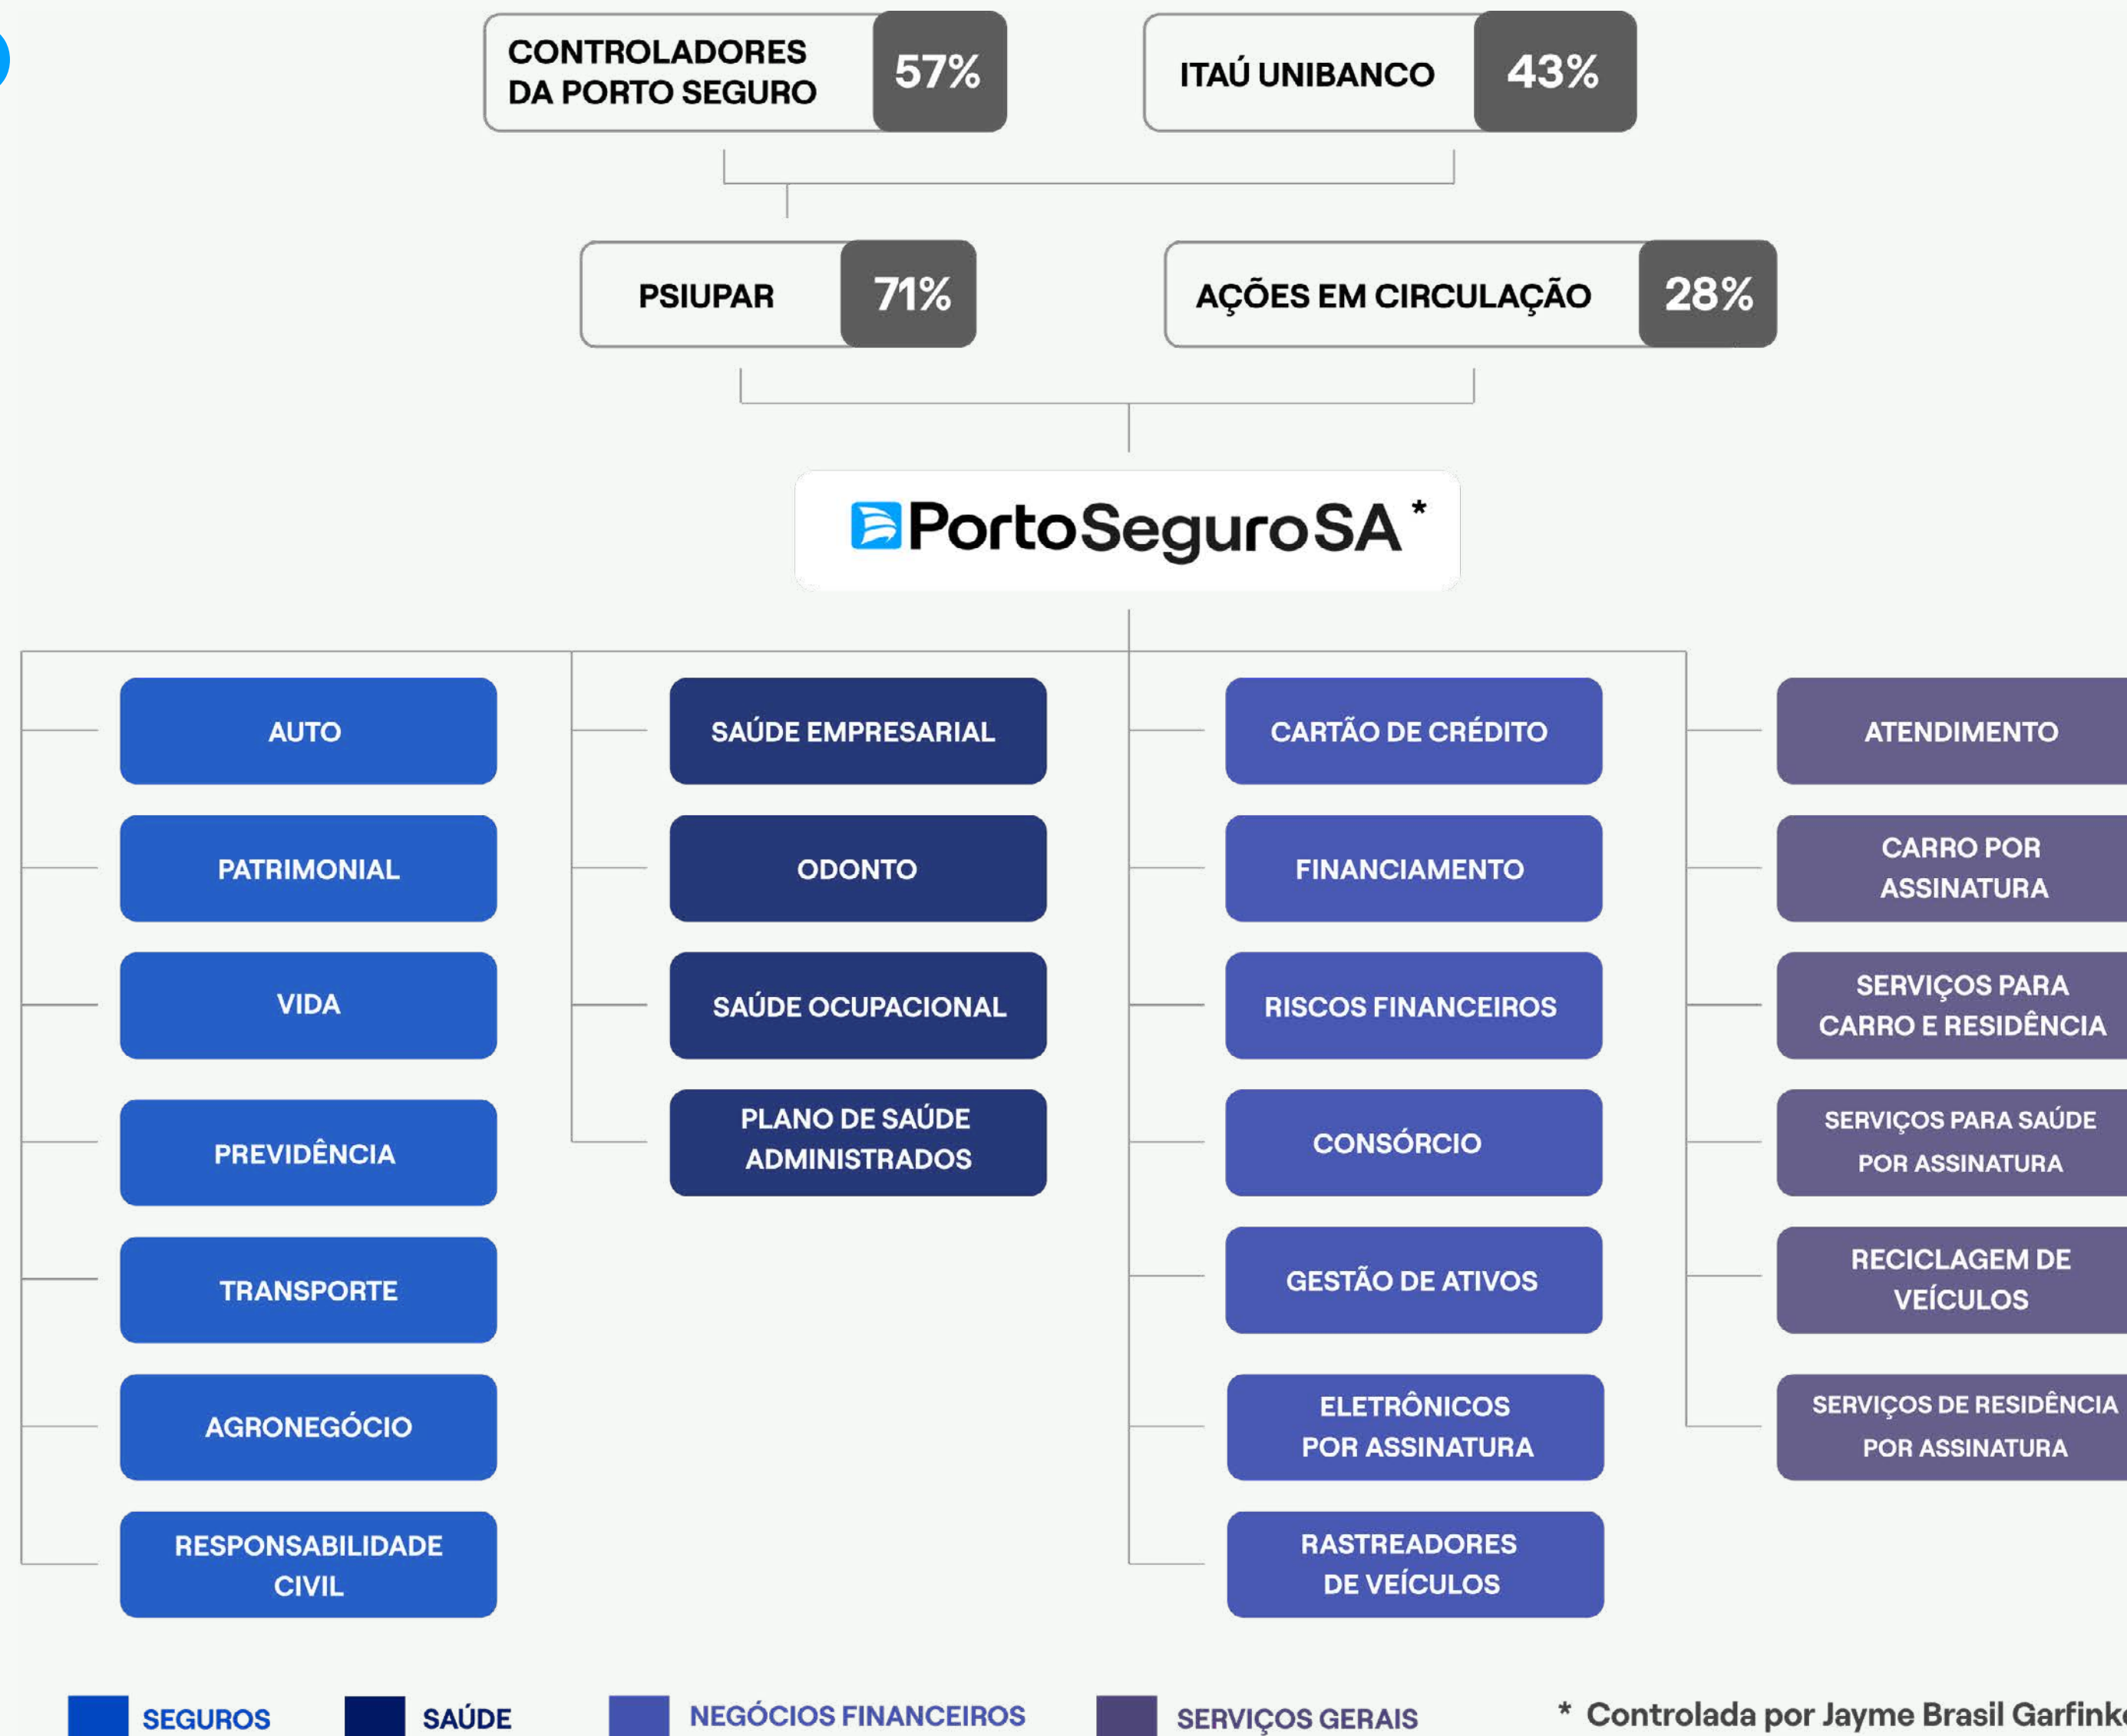 CONTROLADORES
DA PORTO SEGURO
57%
ITAÚ UNIBANCO
43%
PSIUPAR
71%
AÇÕES EM CIRCULAÇÃO
28%
PortoSeguroSA*
AUTO
PATRIMONIAL
VIDA
PREVIDÊNCIA
TRANSPORTE
AGRONEGÓCIO
RESPONSABILIDADE
CIVIL
SAÚDE EMPRESARIAL
ODONTO
SAÚDE OCUPACIONAL
PLANO DE SAÚDE
ADMINISTRADOS
CARTÃO DE CRÉDITO
FINANCIAMENTO
RISCOS FINANCEIROS
CONSÓRCIO
GESTÃO DE ATIVOS
ELETRÔNICOS
POR ASSINATURA
RASTREADORES
DE VEÍCULOS
ATENDIMENTO
CARRO POR
ASSINATURA
SERVIÇOS PARA
CARRO E RESIDÊNCIA
SERVIÇOS PARA SAÚDE
POR ASSINATURA
RECICLAGEM DE
VEÍCULOS
SERVIÇOS DE RESIDÊNCIA
POR ASSINATURA
SEGUROS
SAÚDE
NEGÓCIOS FINANCEIROS
SERVIÇOS GERAIS
* Controlada por Jayme Brasil